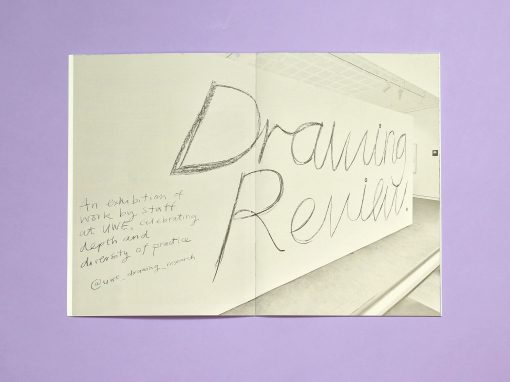 Drawing
Review.
An exhibition of
work by staff
at UWE, celebrating
depth and
diversity of practice
@uwe_drawing_research